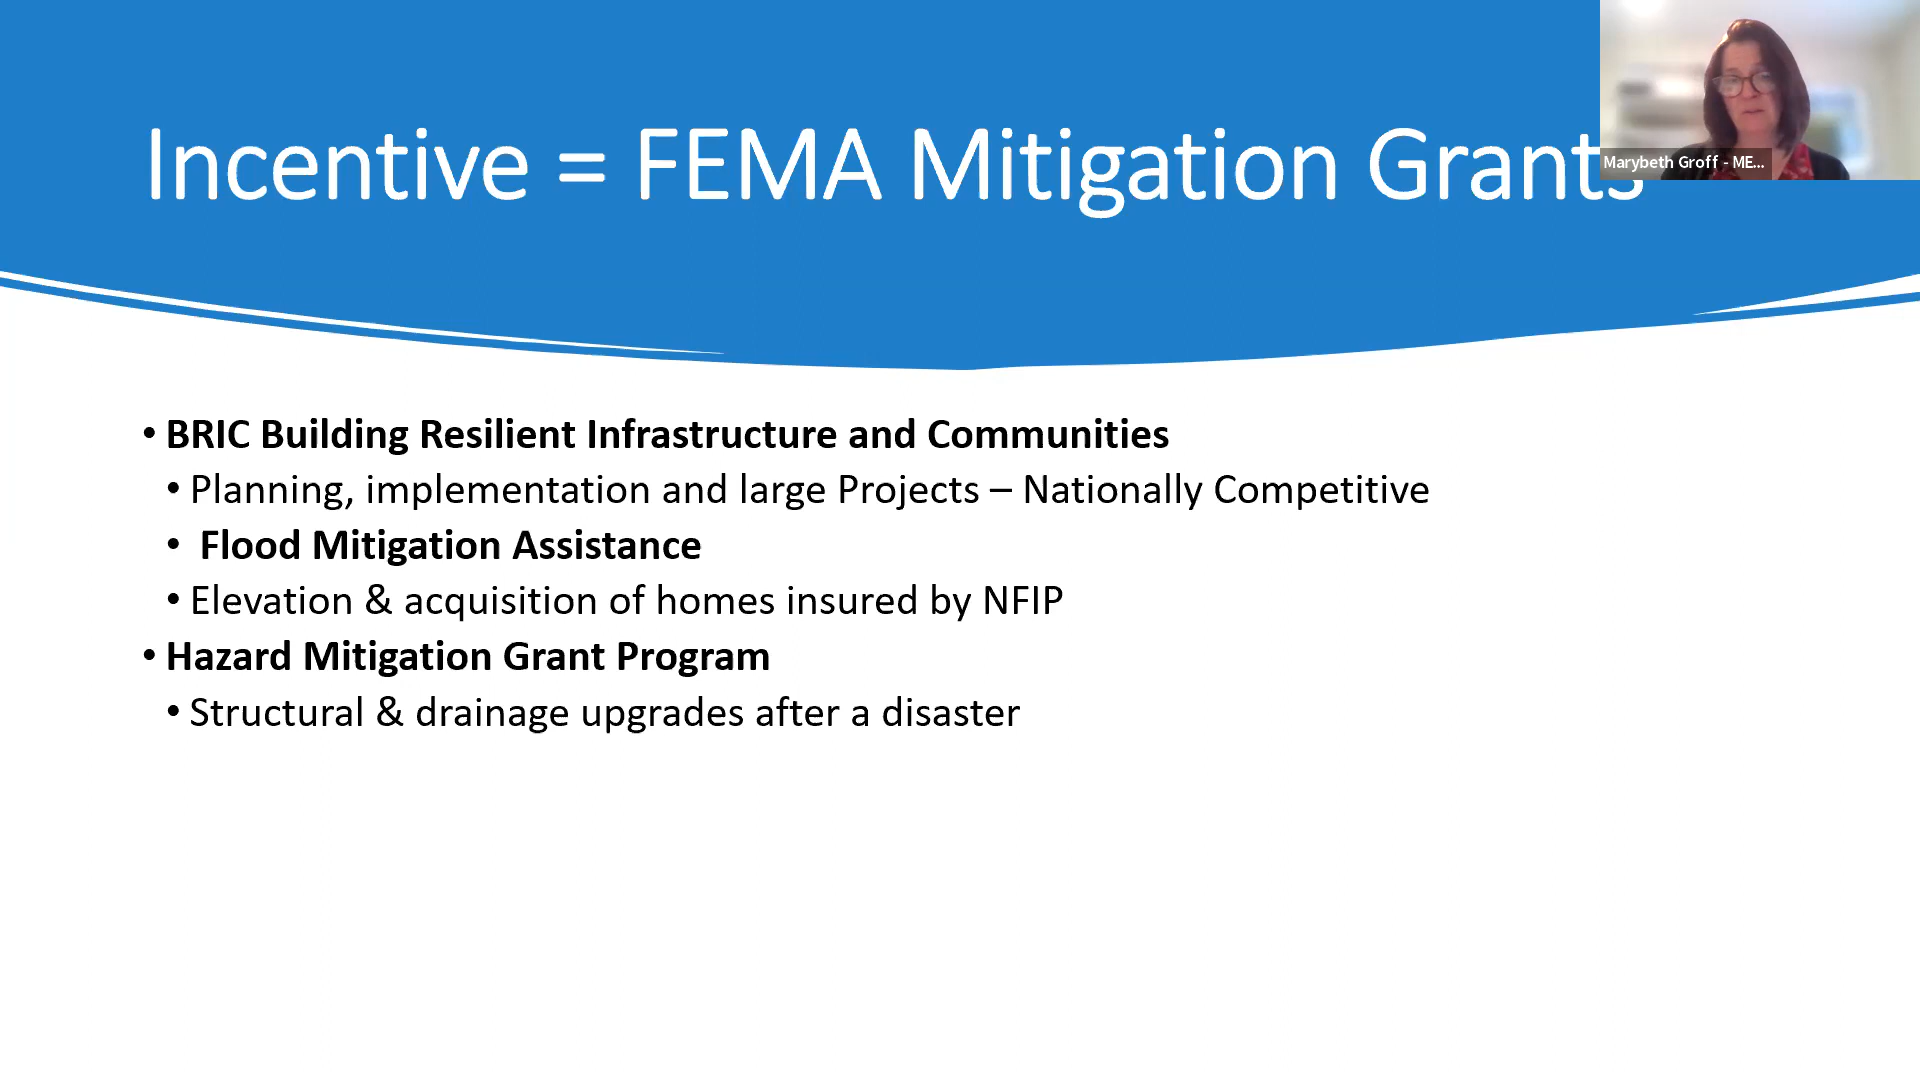 Incentive = FEMA Mitigation Grants
Marybeth Groff - ME...
• BRIC Building Resilient Infrastructure and Communities
• Planning, implementation and large Projects – Nationally Competitive
• Flood Mitigation Assistance
• Elevation & acquisition of homes insured by NFIP
• Hazard Mitigation Grant Program
• Structural & drainage upgrades after a disaster